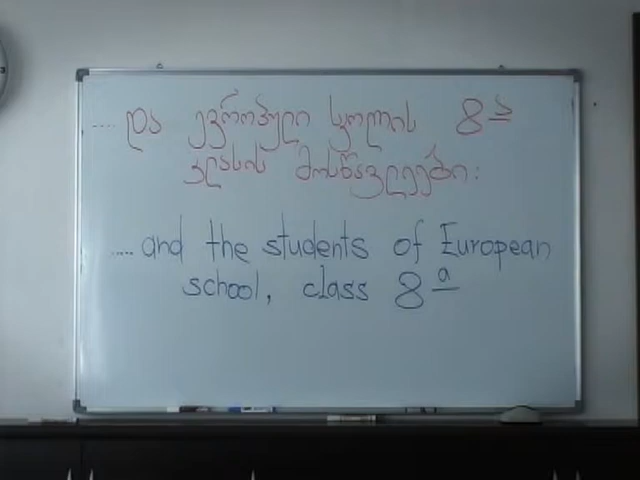 .... და ევროპული სკოლის 8ა
კლასის მოსწავლეები:
..... and the students of European
school, class 8a